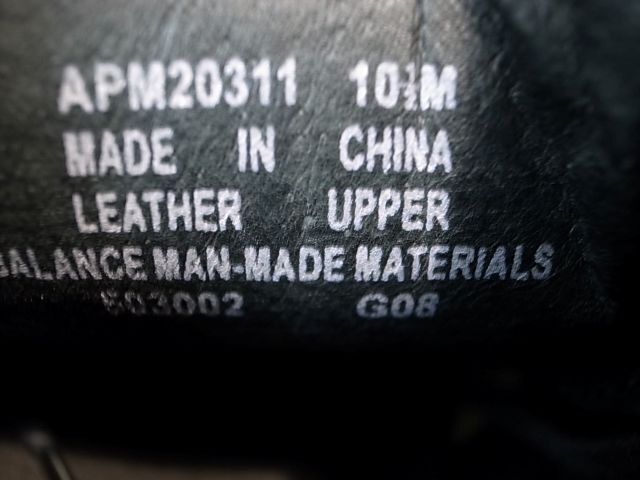 APM20311 10½M
MADE IN CHINA
LEATHER UPPER
BALANCE MAN-MADE MATERIALS
503002 G08